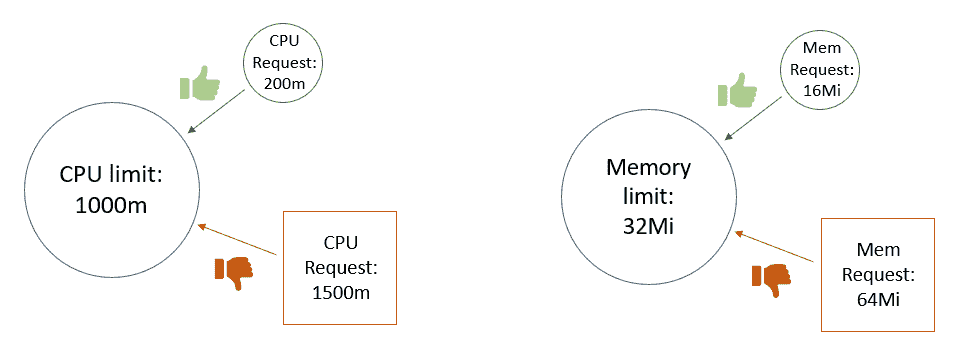 CPU
Request:
200m
CPU limit:
1000m
CPU
Request:
1500m
Mem
Request:
16Mi
Memory
limit:
32Mi
Mem
Request:
64Mi